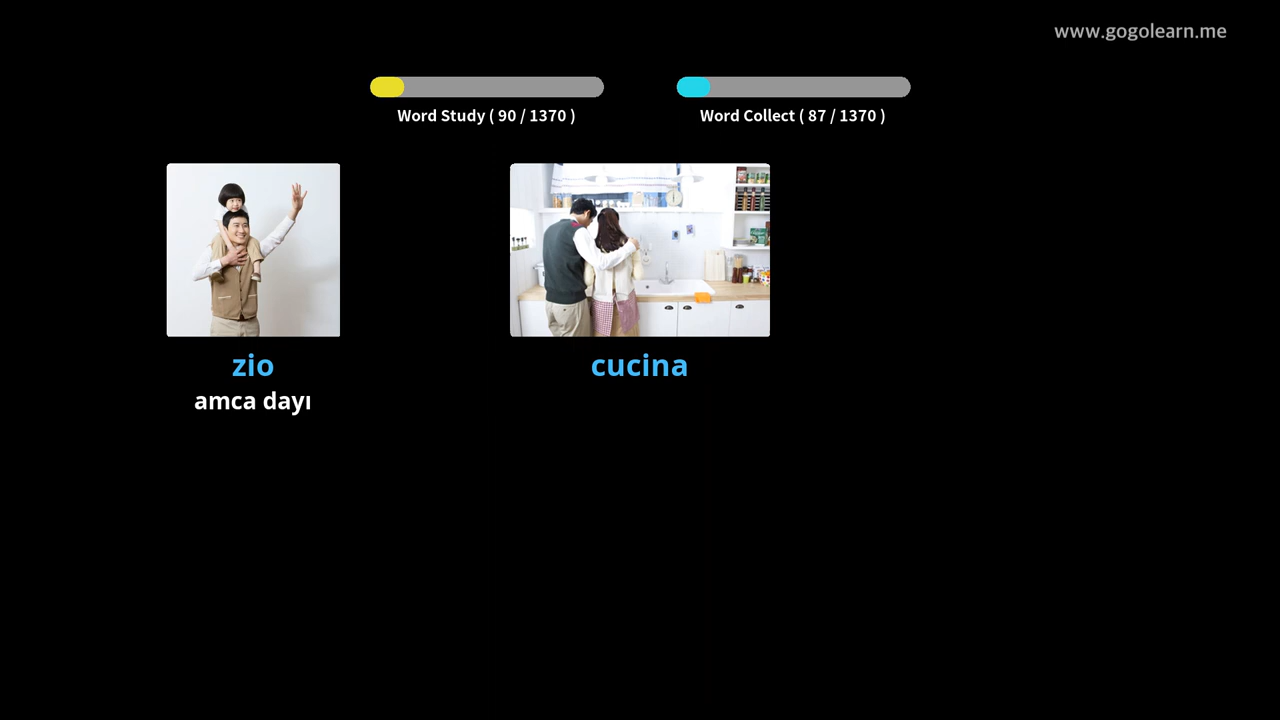 www.gogolearn.me
Word Study ( 90 / 1370 )
Word Collect ( 87 / 1370 )
zio
amca dayı
cucina